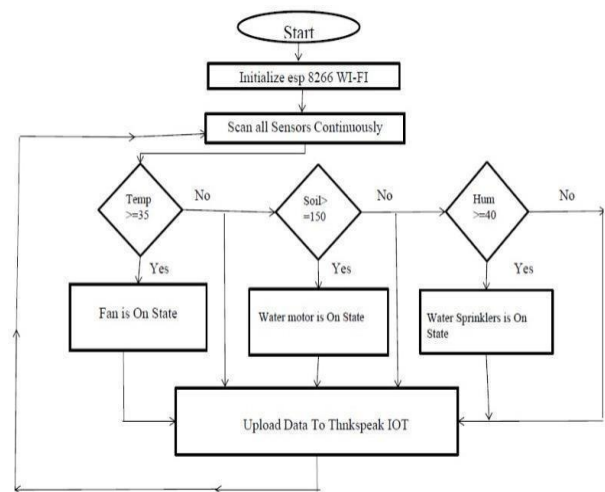 Start
Initialize esp 8266 WI-FI
Scan all Sensors Continuously
Temp
>=35
No
Soil>
=150
No
Hum
>=40
No
Yes
Yes
Yes
Fan is On State
Water motor is On State
Water Sprinklers is On
State
Upload Data To Thnkspeak IOT